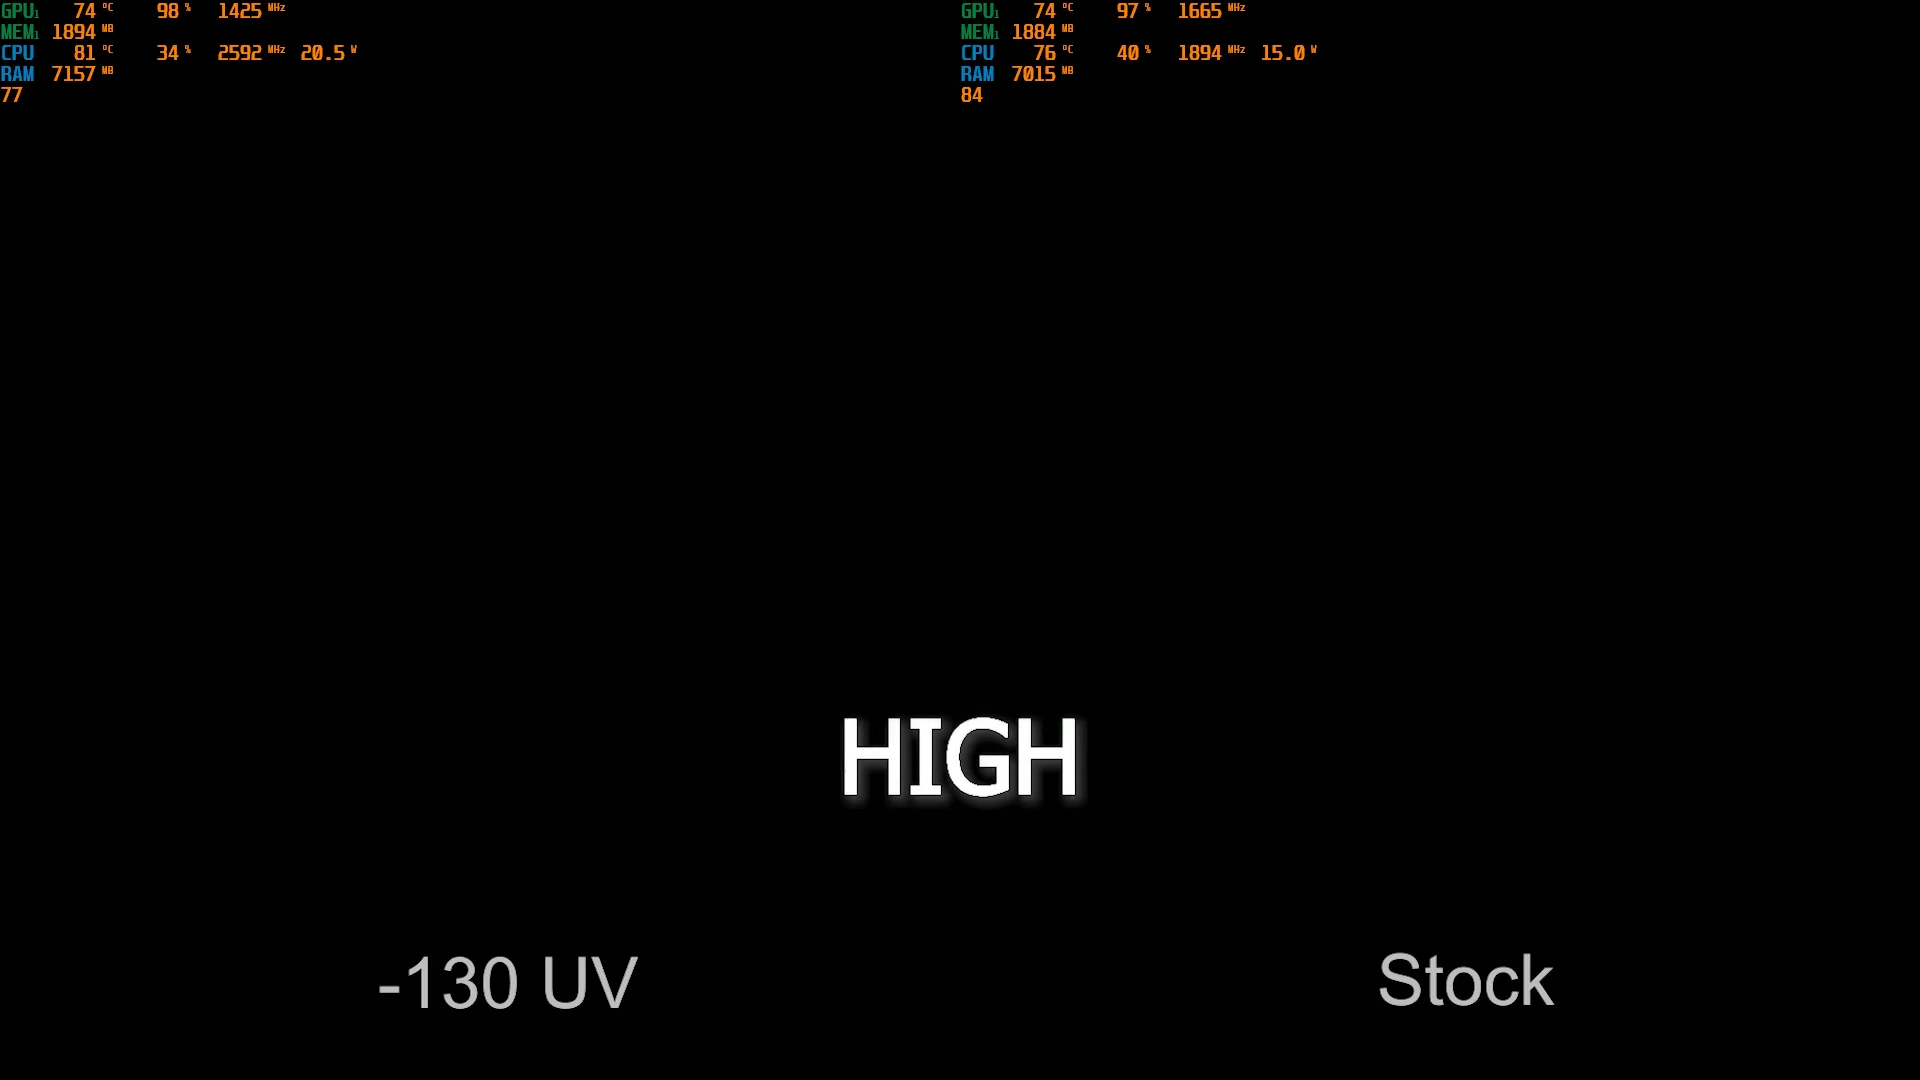 GPU1 74 °C 98 % 1425 MHz
MEM1 1894 MB
CPU 81 °C 34 % 2592 MHz 20.5 W
RAM 7157 MB
77
GPU1 74 °C 97 % 1665 MHz
MEM1 1884 MB
CPU 76 °C 40 % 1894 MHz 15.0 W
RAM 7015 MB
84
HIGH
-130 UV
Stock